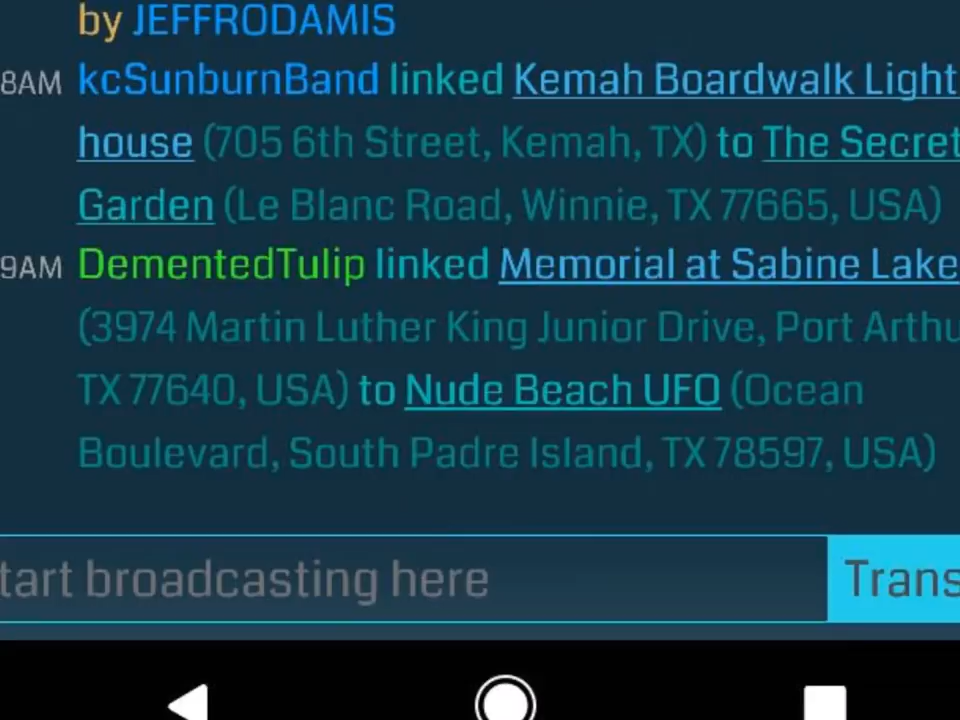 by JEFFRODAMIS
8AM kcSunburnBand linked Kemah Boardwalk Light
house (705 6th Street, Kemah, TX) to The Secret
Garden (Le Blanc Road, Winnie, TX 77665, USA)
9AM DementedTulip linked Memorial at Sabine Lake
(3974 Martin Luther King Junior Drive, Port Arthu
TX 77640, USA) to Nude Beach UFO (Ocean
Boulevard, South Padre Island, TX 78597, USA)
tart broadcasting here
Trans